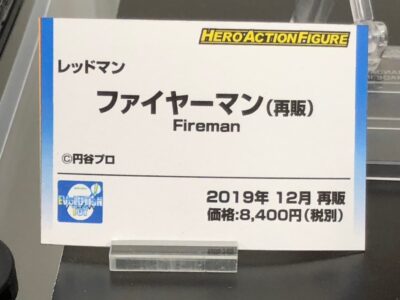 HERO ACTION FIGURE
レッドマン
ファイヤーマン(再販)
Fireman
©円谷プロ
EVOLUTION
TOY
2019年 12月 再販
価格:8,400円(税別)